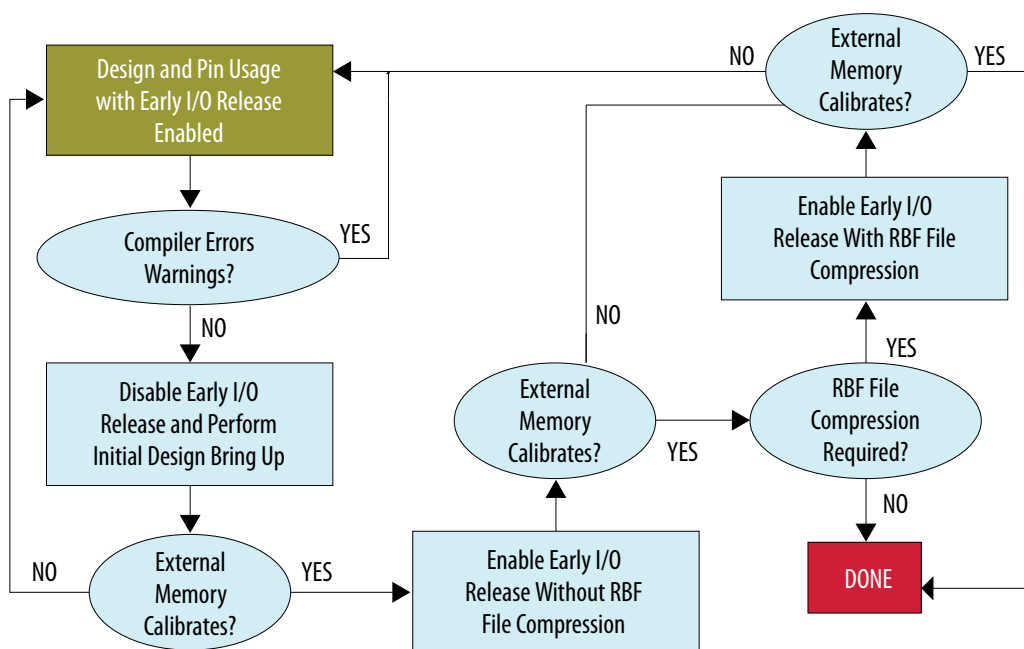 Design and Pin Usage
with Early I/O Release
Enabled
Compiler Errors
Warnings?
YES
NO
Disable Early I/O
Release and Perform
Initial Design Bring Up
External
Memory
Calibrates?
NO
YES
Enable Early I/O
Release Without RBF
File Compression
External
Memory
Calibrates?
NO
YES
RBF File
Compression
Required?
YES
NO
Enable Early I/O
Release With RBF File
Compression
External
Memory
Calibrates?
NO
YES
DONE